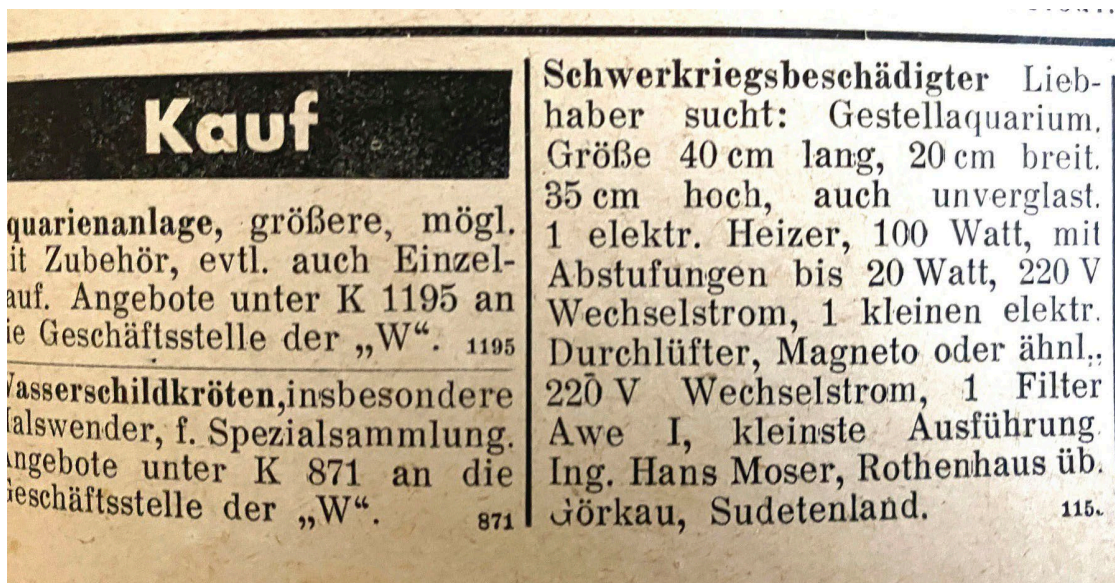 Kauf
quarienanlage, größere, mögl.
it Zubehör, evtl. auch Einzel-
auf. Angebote unter K 1195 an
ie Geschäftsstelle der „W“. 1195
Wasserschildkröten,insbesondere
Halswender, f. Spezialsammlung.
Angebote unter K 871 an die
Geschäftsstelle der „W“. 871
Schwerkriegsbeschädigter Lieb-
haber sucht: Gestellaquarium,
Größe 40 cm lang, 20 cm breit.
35 cm hoch, auch unverglast.
1 elektr. Heizer, 100 Watt, mit
Abstufungen bis 20 Watt, 220 V
Wechselstrom, 1 kleinen elektr.
Durchlüfter, Magneto oder ähnl.,
220 V Wechselstrom, 1 Filter
Awe I, kleinste Ausführung
Ing. Hans Moser, Rothenhaus üb.
Görkau, Sudetenland.